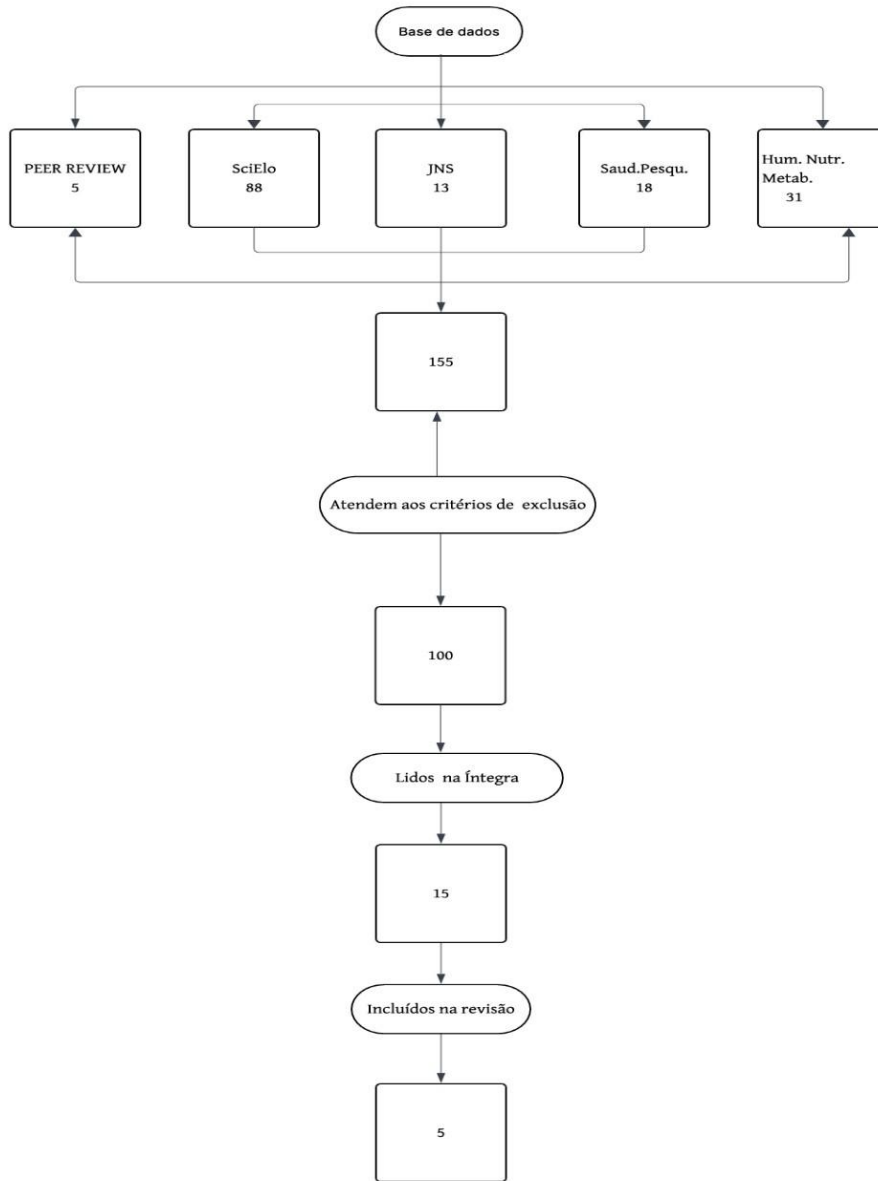 Base de dados
PEER REVIEW
5
SciElo
88
JNS
13
Saud.Pesqu.
18
Hum. Nutr.
Metab.
31
155
Atendem aos critérios de exclusão
100
Lidos na Íntegra
15
Incluídos na revisão
5